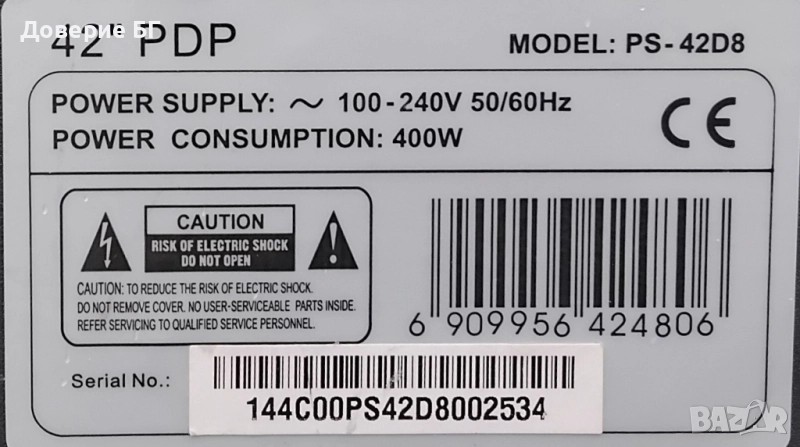 Доверие БГ
42" PDP
MODEL: PS-42D8
POWER SUPPLY: ~ 100-240V 50/60Hz
POWER CONSUMPTION: 400W
CE
CAUTION
RISK OF ELECTRIC SHOCK
DO NOT OPEN
CAUTION: TO REDUCE THE RISK OF ELECTRIC SHOCK.
DO NOT REMOVE COVER. NO USER-SERVICEABLE PARTS INSIDE.
REFER SERVICING TO QUALIFIED SERVICE PERSONNEL.
6 909956 424806
Serial No.:
144C00PS42D8002534
BAZAR